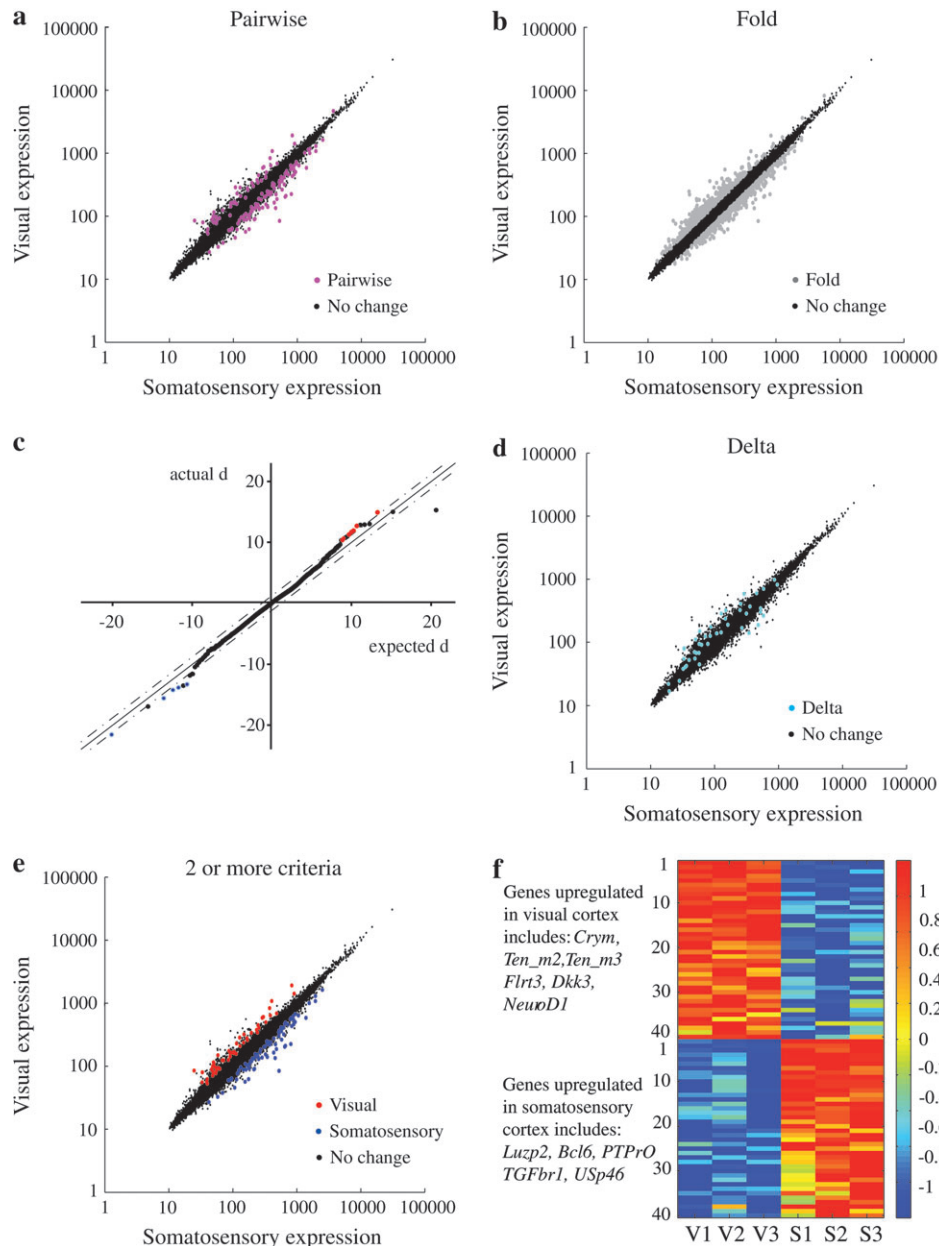 a
Pairwise
100000
10000
1000
100
10
1
Visual expression
Pairwise
No change
1
10
100
1000
10000
100000
Somatosensory expression
b
Fold
100000
10000
1000
100
10
1
Visual expression
Fold
No change
1
10
100
1000
10000
100000
Somatosensory expression
c
actual d
20
10
-20
-10
10
20
expected d
-10
-20
d
Delta
100000
10000
1000
100
10
1
Visual expression
Delta
No change
1
10
100
1000
10000
100000
Somatosensory expression
e
2 or more criteria
100000
10000
1000
100
10
1
Visual expression
Visual
Somatosensory
No change
1
10
100
1000
10000
100000
Somatosensory expression
f
Genes upregulated
in visual cortex
includes: Crym,
Ten_m2,Ten_m3
Flrt3, Dkk3,
Genes upregulated
in somatosensory
cortex includes:
Luzp2, Bcl6, PTPrO
TGFbr1, USp46
1
10
20
30
40
1
10
20
30
40
V1 V2 V3 S1 S2 S3
1
0.8
0.6
0.4
0.2
0